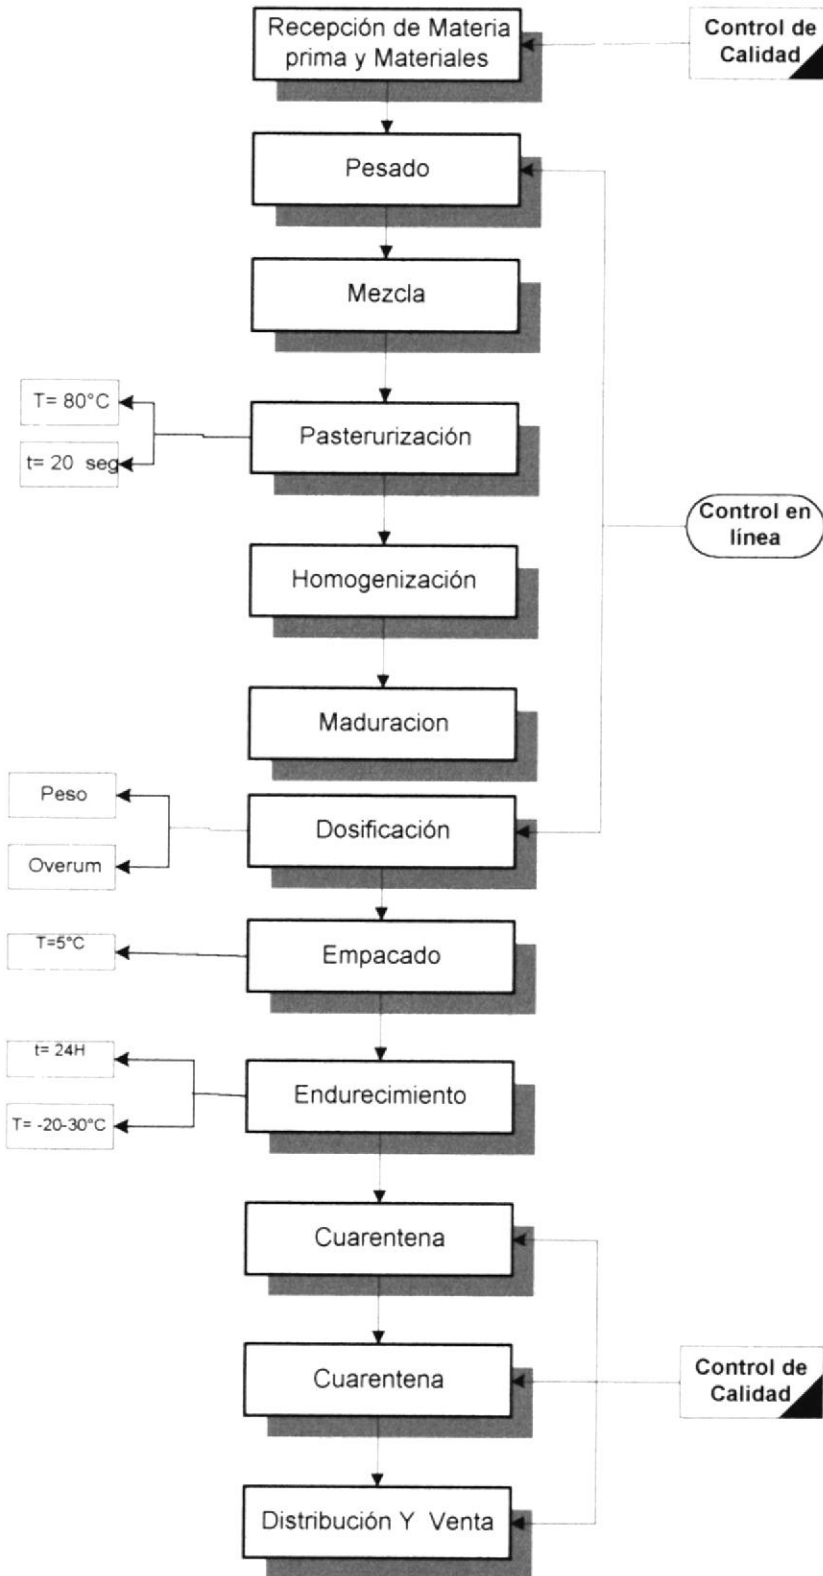 Recepción de Materia
prima y Materiales
Control de
Calidad
Pesado
Mezcla
T= 80°C
t= 20 seg
Pasterurización
Control en
línea
Homogenización
Maduracion
Peso
Overum
Dosificación
T=5°C
Empacado
t= 24H
T= -20-30°C
Endurecimiento
Cuarentena
Cuarentena
Control de
Calidad
Distribución Y Venta